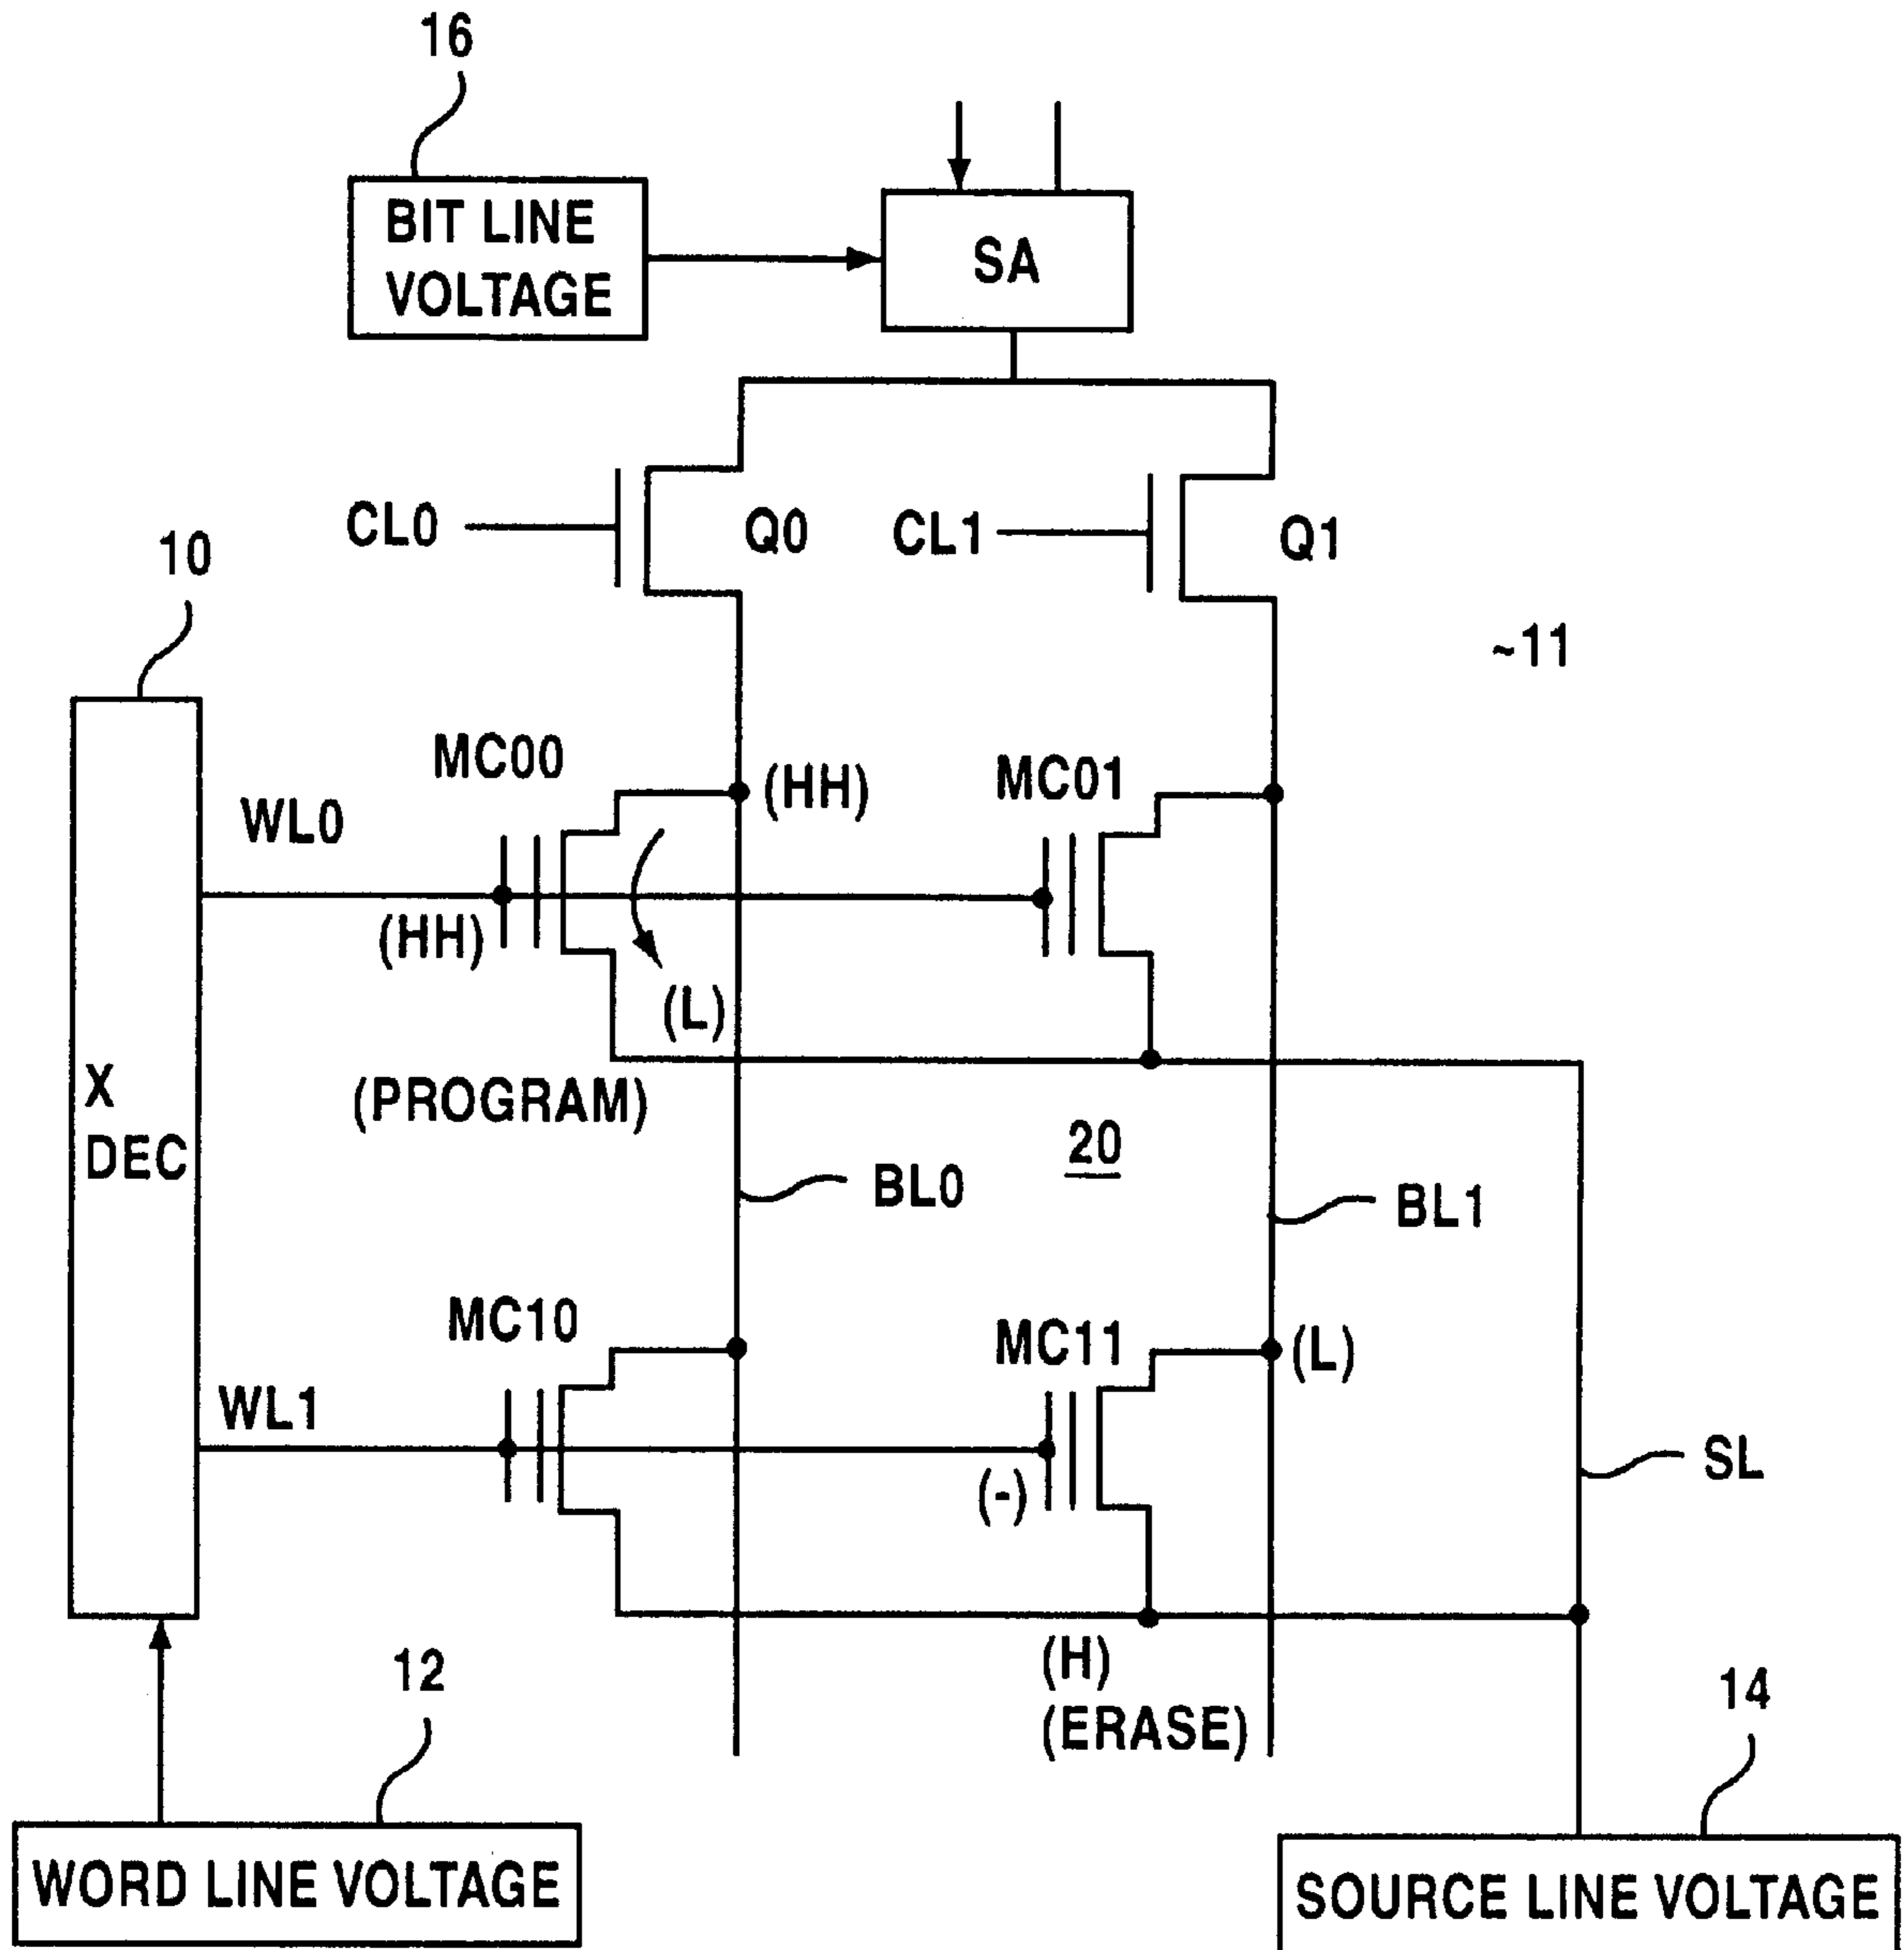 16
BIT LINE
VOLTAGE
SA
CL0
Q0
CL1
Q1
10
~11
MC00
(HH)
MC01
WL0
(HH)
(L)
X
DEC
(PROGRAM)
20
BL0
BL1
MC10
MC11
(L)
WL1
(-)
SL
(H)
(ERASE)
12
14
WORD LINE VOLTAGE
SOURCE LINE VOLTAGE